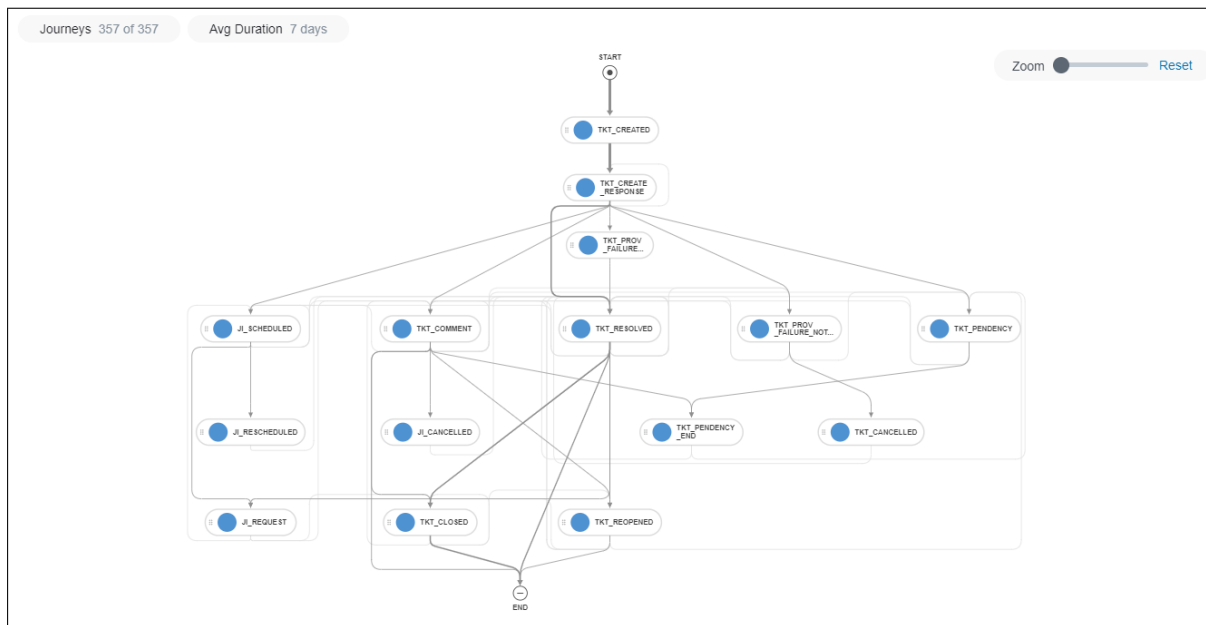 Journeys 357 of 357
Avg Duration 7 days
Zoom
Reset
START
TKT_CREATED
TKT_CREATE
_RESPONSE
TKT_PROV
_FAILURE...
JI_SCHEDULED
TKT_COMMENT
TKT_RESOLVED
TKT_PROV
_FAILURE_NOT...
TKT_PENDENCY
JI_RESCHEDULED
JI_CANCELLED
TKT_PENDENCY
_END
TKT_CANCELLED
JI_REQUEST
TKT_CLOSED
TKT_REOPENED
END